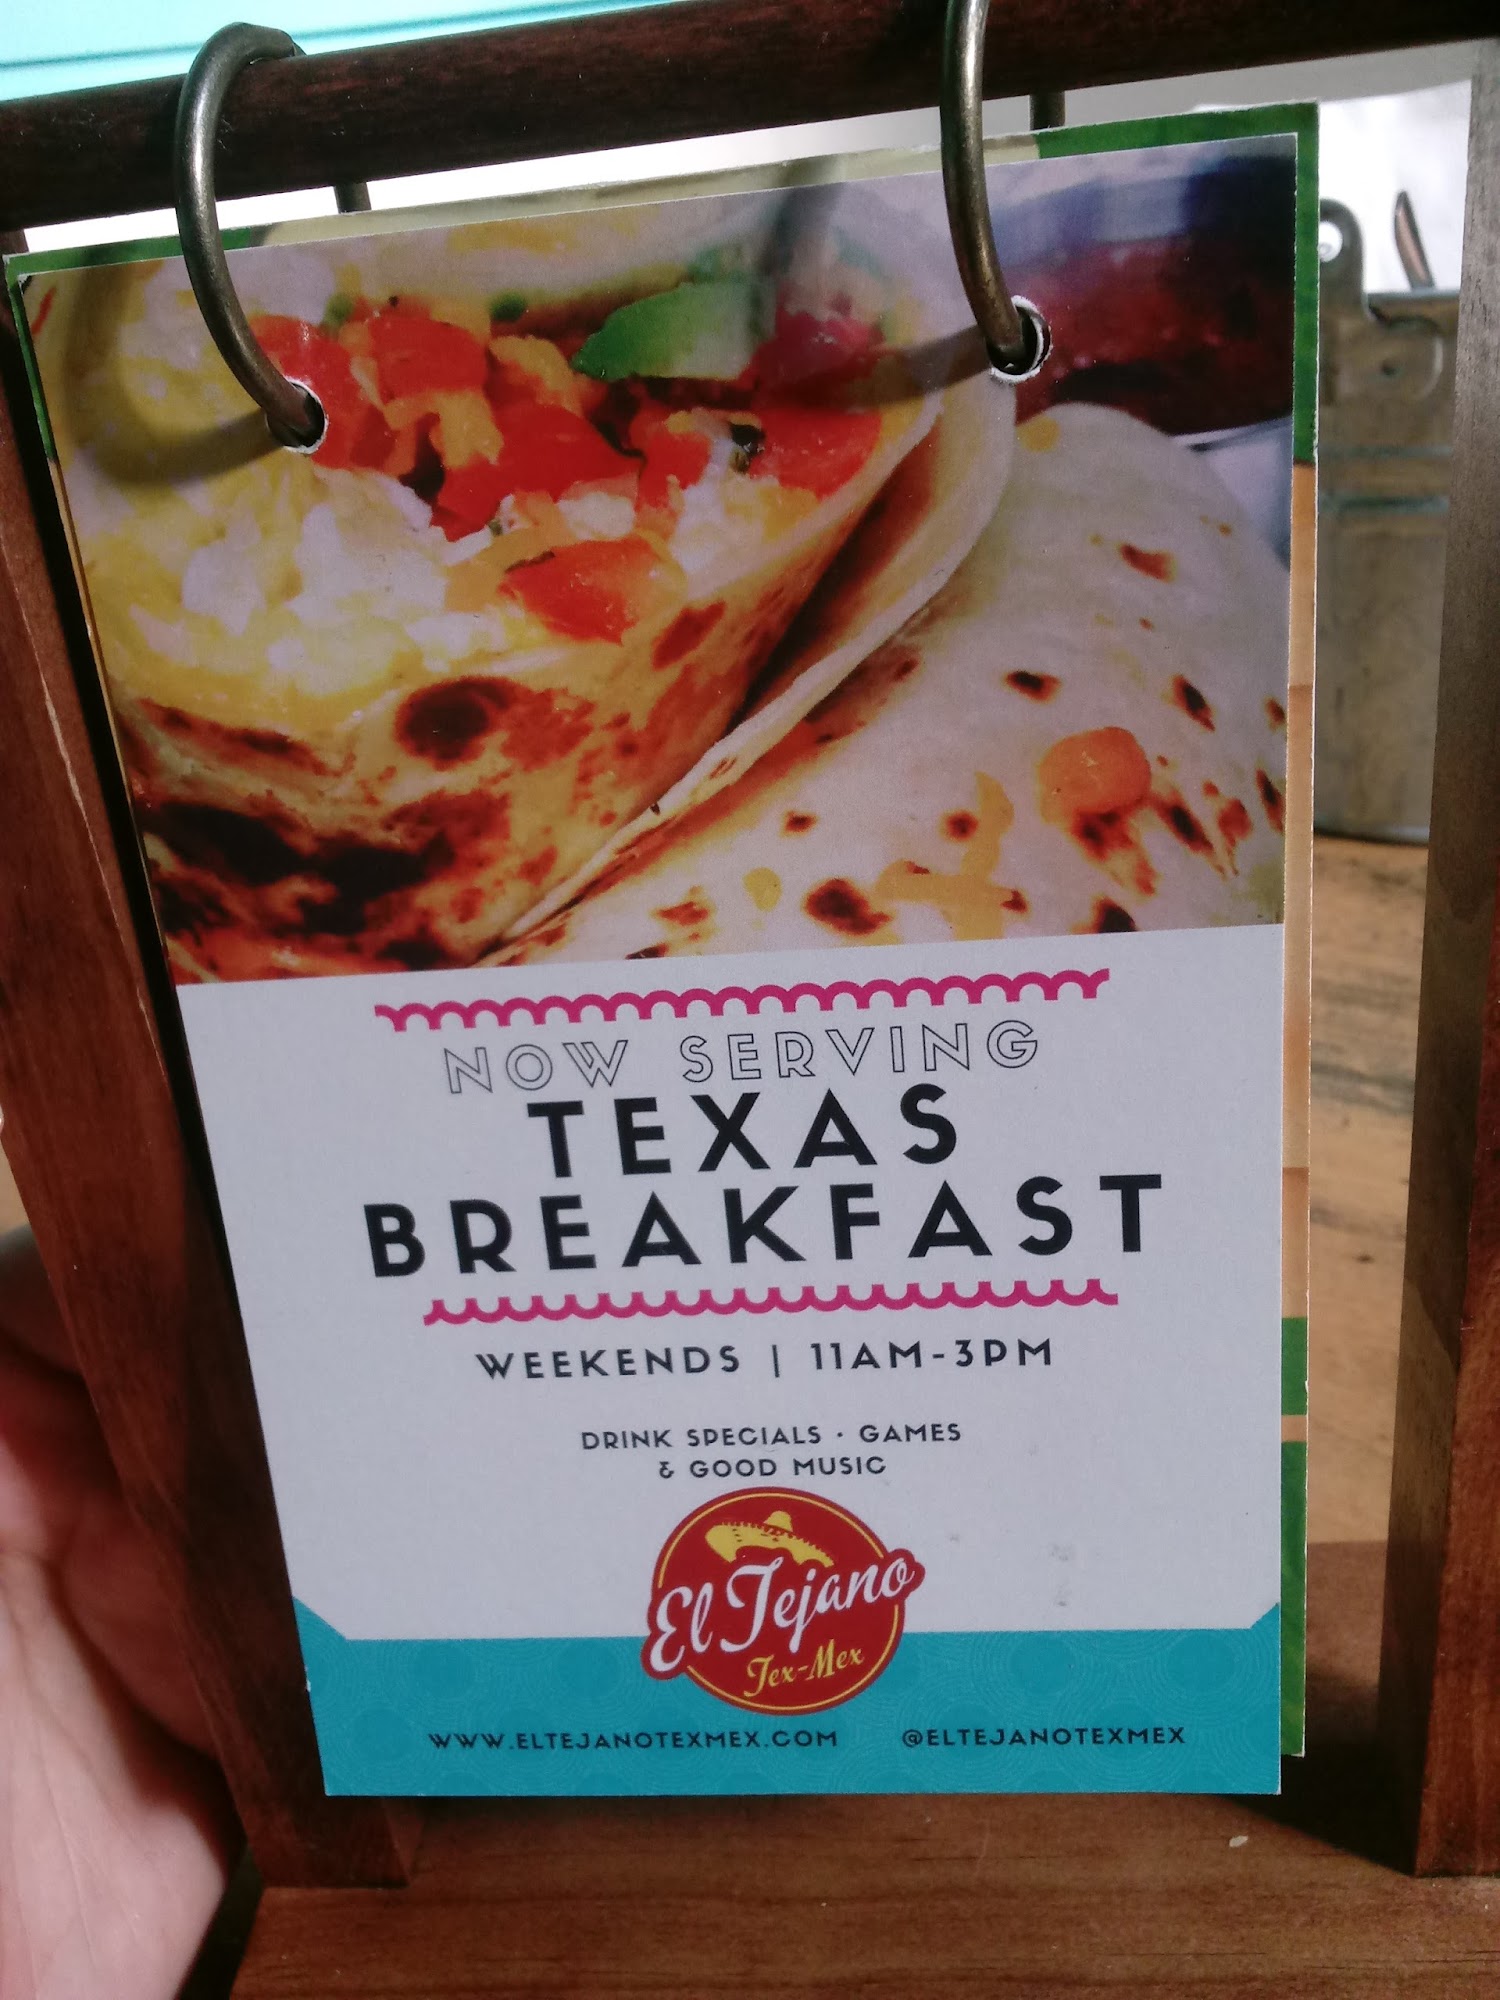 NOW SERVING
TEXAS
BREAKFAST
WEEKENDS | 11AM-3PM
DRINK SPECIALS · GAMES
& GOOD MUSIC
El Tejano
Tex-Mex
WWW.ELTEJANOTEXMEX.COM @ELTEJANOTEXMEX